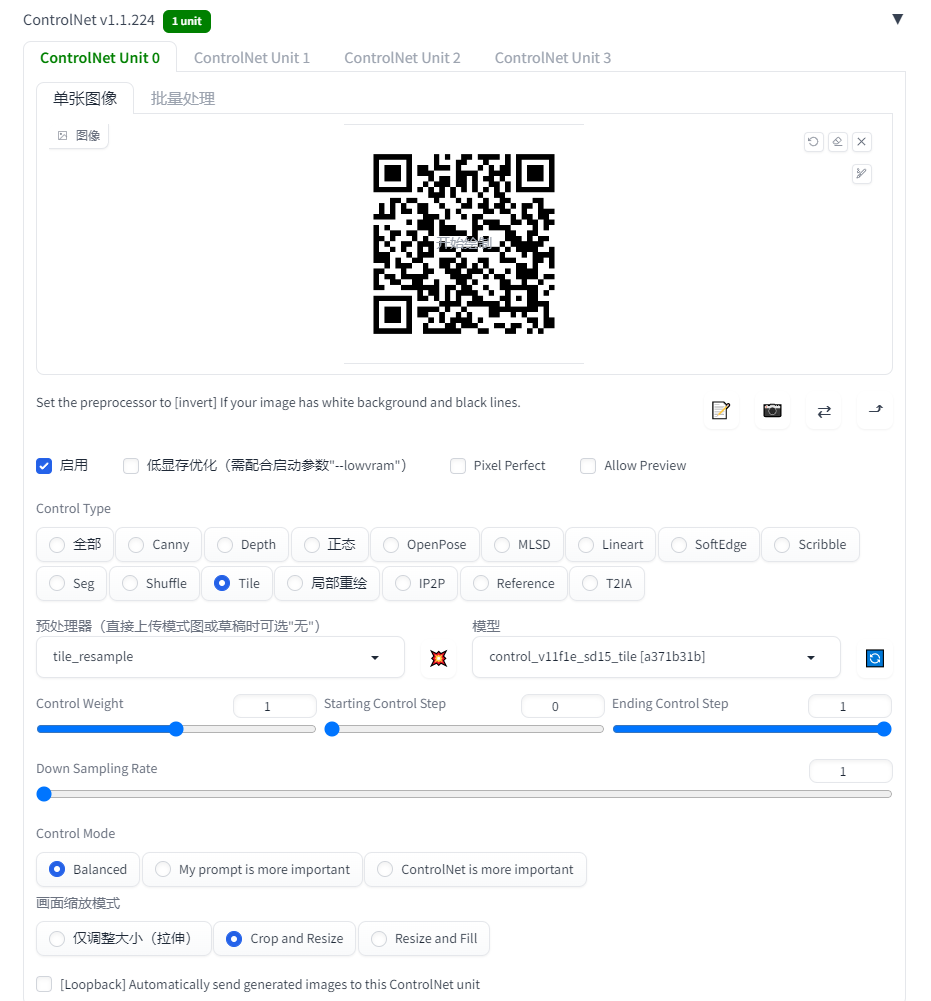 ControlNet v1.1.224 1 unit ▼
ControlNet Unit 0 ControlNet Unit 1 ControlNet Unit 2 ControlNet Unit 3
单张图像 批量处理
图像
开始绘制
Set the preprocessor to [invert] If your image has white background and black lines.
启用 低显存优化（需配合启动参数"--lowvram"） Pixel Perfect Allow Preview
Control Type
全部 Canny Depth 正态 OpenPose MLSD Lineart SoftEdge Scribble
Seg Shuffle Tile 局部重绘 IP2P Reference T2IA
预处理器（直接上传模式图或草稿时可选"无"） 模型
tile_resample control_v11f1e_sd15_tile [a371b31b]
Control Weight 1 Starting Control Step 0 Ending Control Step 1
Down Sampling Rate 1
Control Mode
Balanced My prompt is more important ControlNet is more important
画面缩放模式
仅调整大小（拉伸） Crop and Resize Resize and Fill
[Loopback] Automatically send generated images to this ControlNet unit